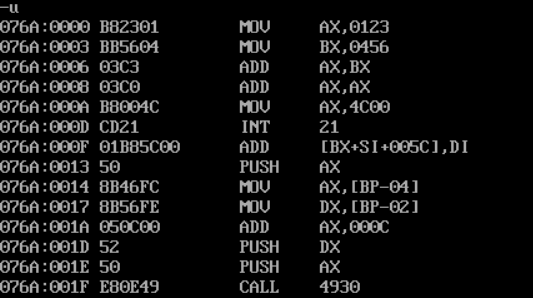 -u
076A:0000 B82301 MOV AX,0123
076A:0003 BB5604 MOV BX,0456
076A:0006 03C3 ADD AX,BX
076A:0008 03C0 ADD AX,AX
076A:000A B8004C MOV AX,4C00
076A:000D CD21 INT 21
076A:000F 01B85C00 ADD [BX+SI+005C],DI
076A:0013 50 PUSH AX
076A:0014 8B46FC MOV AX,[BP-04]
076A:0017 8B56FE MOV DX,[BP-02]
076A:001A 050C00 ADD AX,000C
076A:001D 52 PUSH DX
076A:001E 50 PUSH AX
076A:001F E80E49 CALL 4930